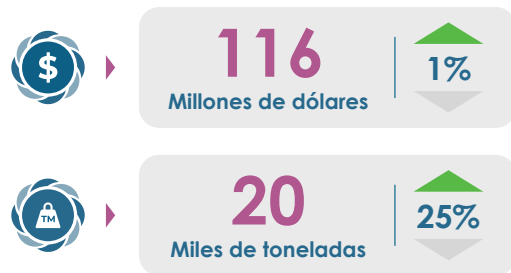 $
116
Millones de dólares
1%
TM
20
Miles de toneladas
25%